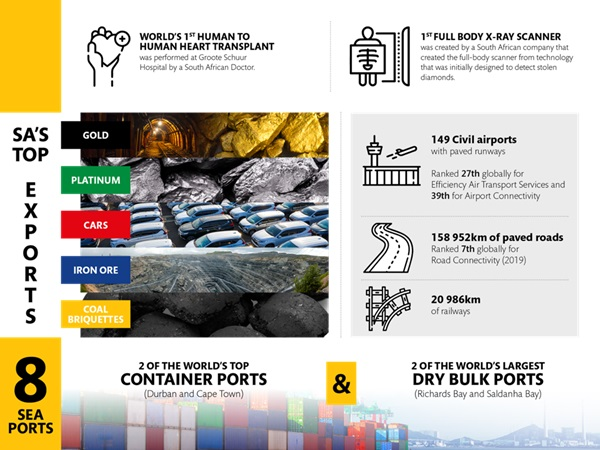 WORLD'S 1ST HUMAN TO
HUMAN HEART TRANSPLANT
was performed at Groote Schuur
Hospital by a South African Doctor.
1ST FULL BODY X-RAY SCANNER
was created by a South African company that
created the full-body scanner from technology
that was initially designed to detect stolen
diamonds.
SA'S
TOP
EXPORTS
GOLD
PLATINUM
CARS
IRON ORE
COAL
BRIQUETTES
149 Civil airports
with paved runways
Ranked 27th globally for
Efficiency Air Transport Services and
39th for Airport Connectivity
158 952km of paved roads
Ranked 7th globally for
Road Connectivity (2019)
20 986km
of railways
8
SEA
PORTS
2 OF THE WORLD'S TOP
CONTAINER PORTS
(Durban and Cape Town)
&
2 OF THE WORLD'S LARGEST
DRY BULK PORTS
(Richards Bay and Saldanha Bay)